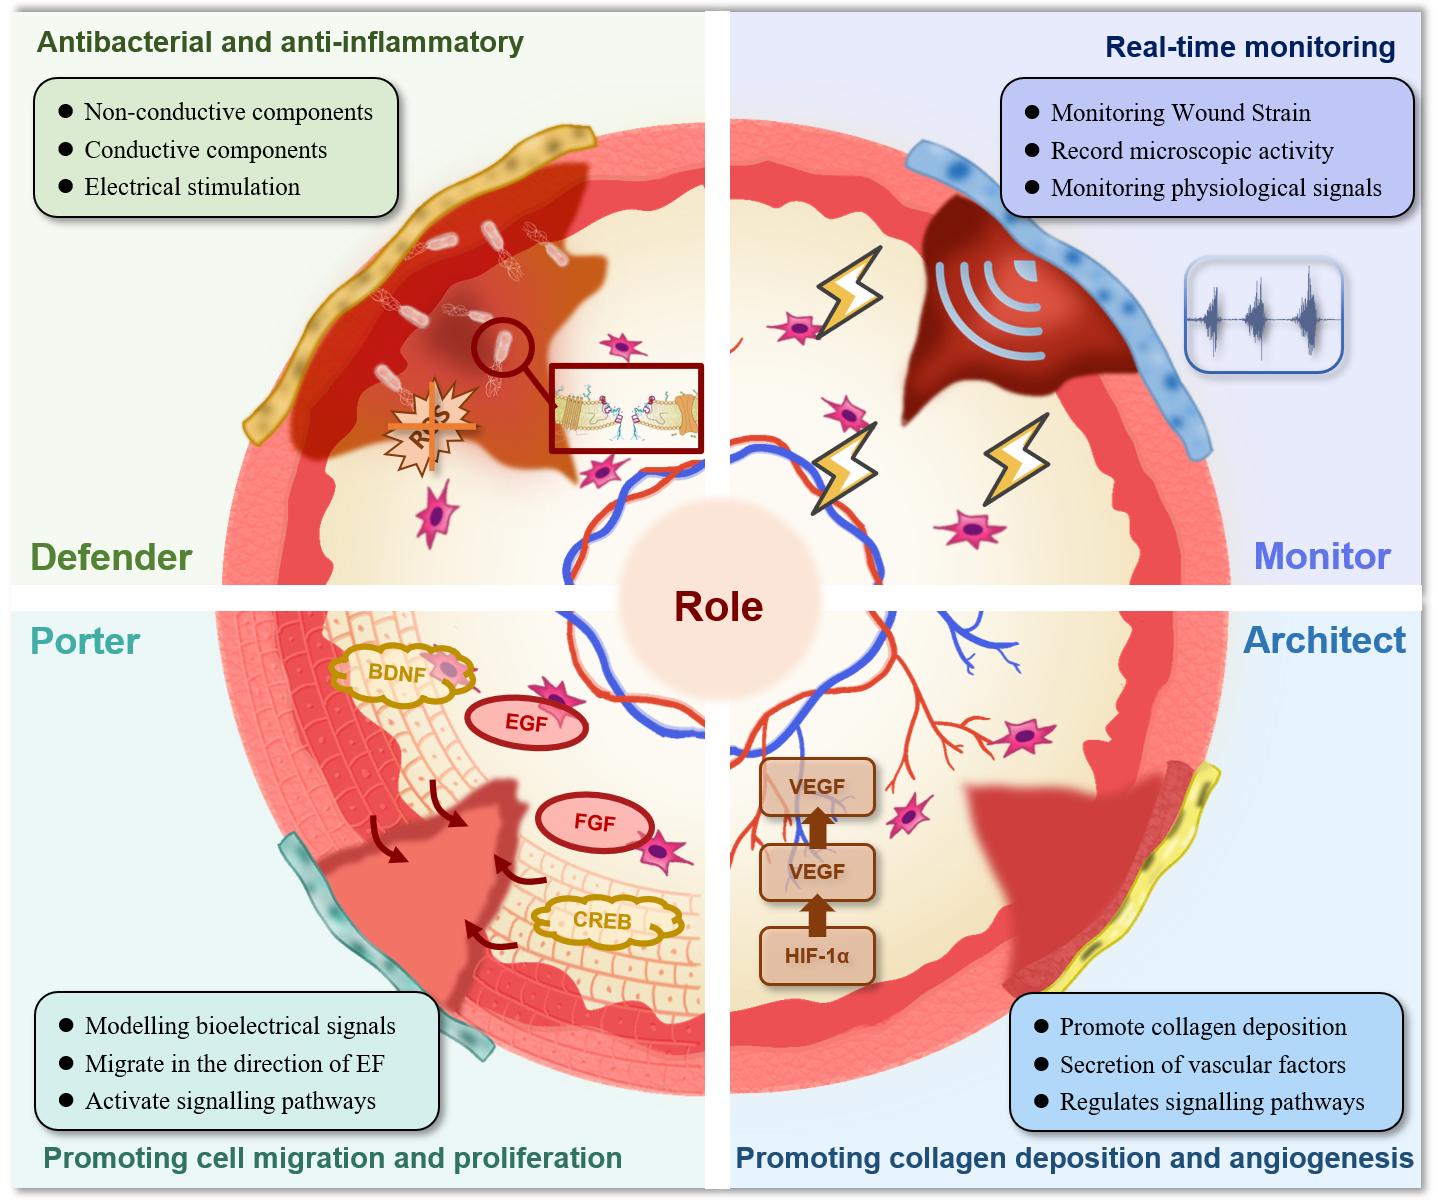 Antibacterial and anti-inflammatory
● Non-conductive components
● Conductive components
● Electrical stimulation
Defender
Real-time monitoring
● Monitoring Wound Strain
● Record microscopic activity
● Monitoring physiological signals
Monitor
ROS
Role
Porter
BDNF
EGF
FGF
CREB
● Modelling bioelectrical signals
● Migrate in the direction of EF
● Activate signalling pathways
Promoting cell migration and proliferation
Architect
VEGF
VEGF
HIF-1α
● Promote collagen deposition
● Secretion of vascular factors
● Regulates signalling pathways
Promoting collagen deposition and angiogenesis